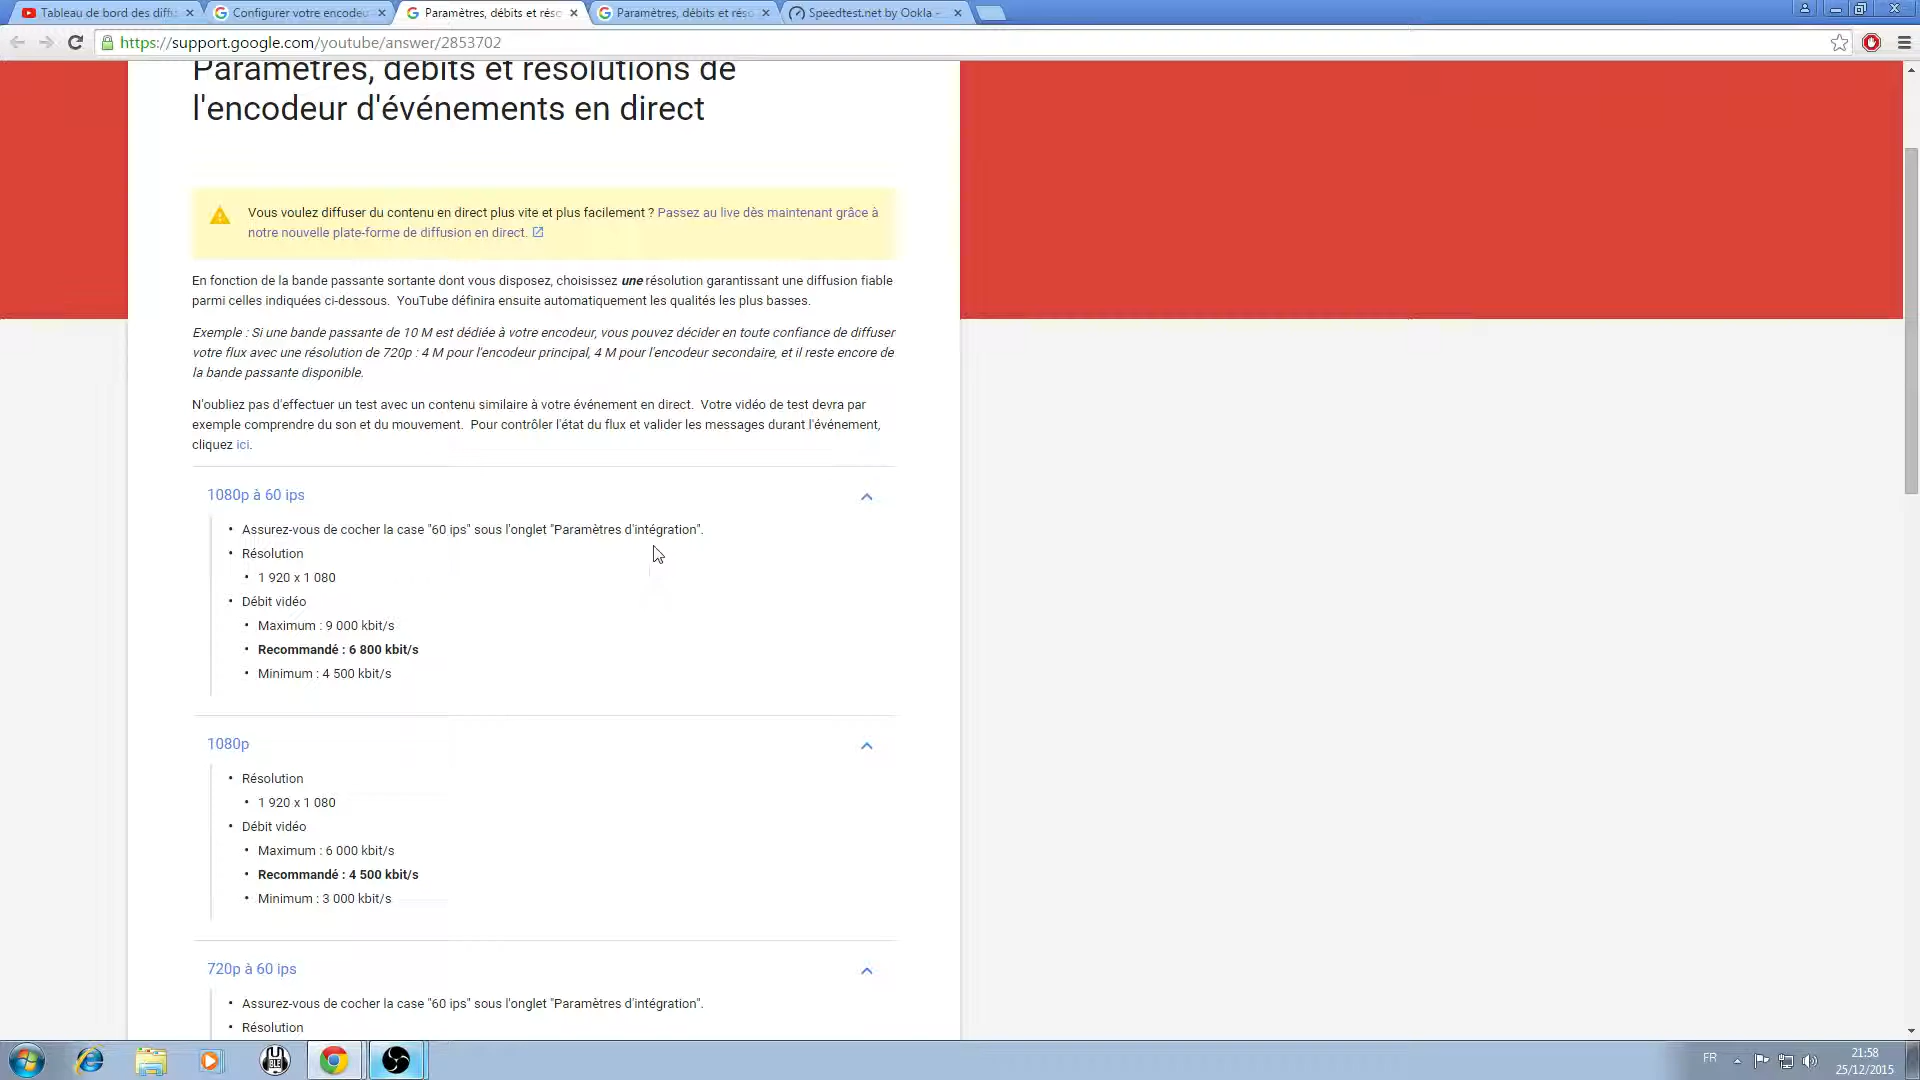 Tableau de bord des diffu
Configurer votre encodeu
Paramètres, débits et réso
Paramètres, débits et réso
Speedtest.net by Ookla -
https://support.google.com/youtube/answer/2853702
Paramètres, débits et résolutions de
l'encodeur d'événements en direct
Vous voulez diffuser du contenu en direct plus vite et plus facilement ? Passez au live dès maintenant grâce à
notre nouvelle plate-forme de diffusion en direct.
En fonction de la bande passante sortante dont vous disposez, choisissez une résolution garantissant une diffusion fiable
parmi celles indiquées ci-dessous. YouTube définira ensuite automatiquement les qualités les plus basses.
Exemple : Si une bande passante de 10 M est dédiée à votre encodeur, vous pouvez décider en toute confiance de diffuser
votre flux avec une résolution de 720p : 4 M pour l'encodeur principal, 4 M pour l'encodeur secondaire, et il reste encore de
la bande passante disponible.
N'oubliez pas d'effectuer un test avec un contenu similaire à votre événement en direct. Votre vidéo de test devra par
exemple comprendre du son et du mouvement. Pour contrôler l'état du flux et valider les messages durant l'événement,
cliquez ici.
1080p à 60 ips
• Assurez-vous de cocher la case "60 ips" sous l'onglet "Paramètres d'intégration".
• Résolution
• 1 920 x 1 080
• Débit vidéo
• Maximum : 9 000 kbit/s
• Recommandé : 6 800 kbit/s
• Minimum : 4 500 kbit/s
1080p
• Résolution
• 1 920 x 1 080
• Débit vidéo
• Maximum : 6 000 kbit/s
• Recommandé : 4 500 kbit/s
• Minimum : 3 000 kbit/s
720p à 60 ips
• Assurez-vous de cocher la case "60 ips" sous l'onglet "Paramètres d'intégration".
• Résolution
FR
21:58
25/12/2015